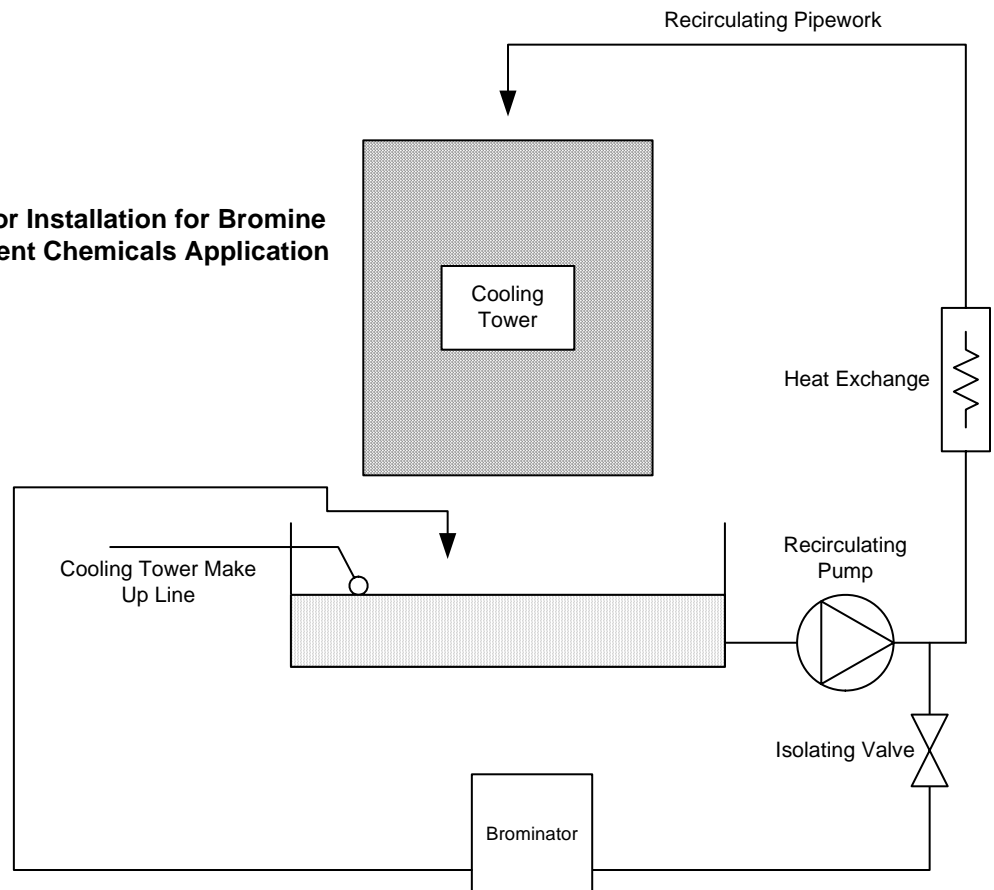 Recirculating Pipework
or Installation for Bromine
ent Chemicals Application
Cooling
Tower
Heat Exchange
Recirculating
Pump
Cooling Tower Make
Up Line
Isolating Valve
Brominator